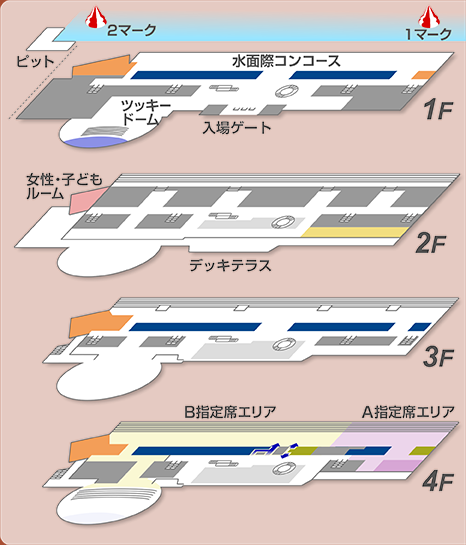 2マーク
1マーク
ピット
水面際コンコース
ツッキー
ドーム
入場ゲート
1F
女性・子ども
ルーム
2F
デッキテラス
3F
B指定席エリア
A指定席エリア
4F